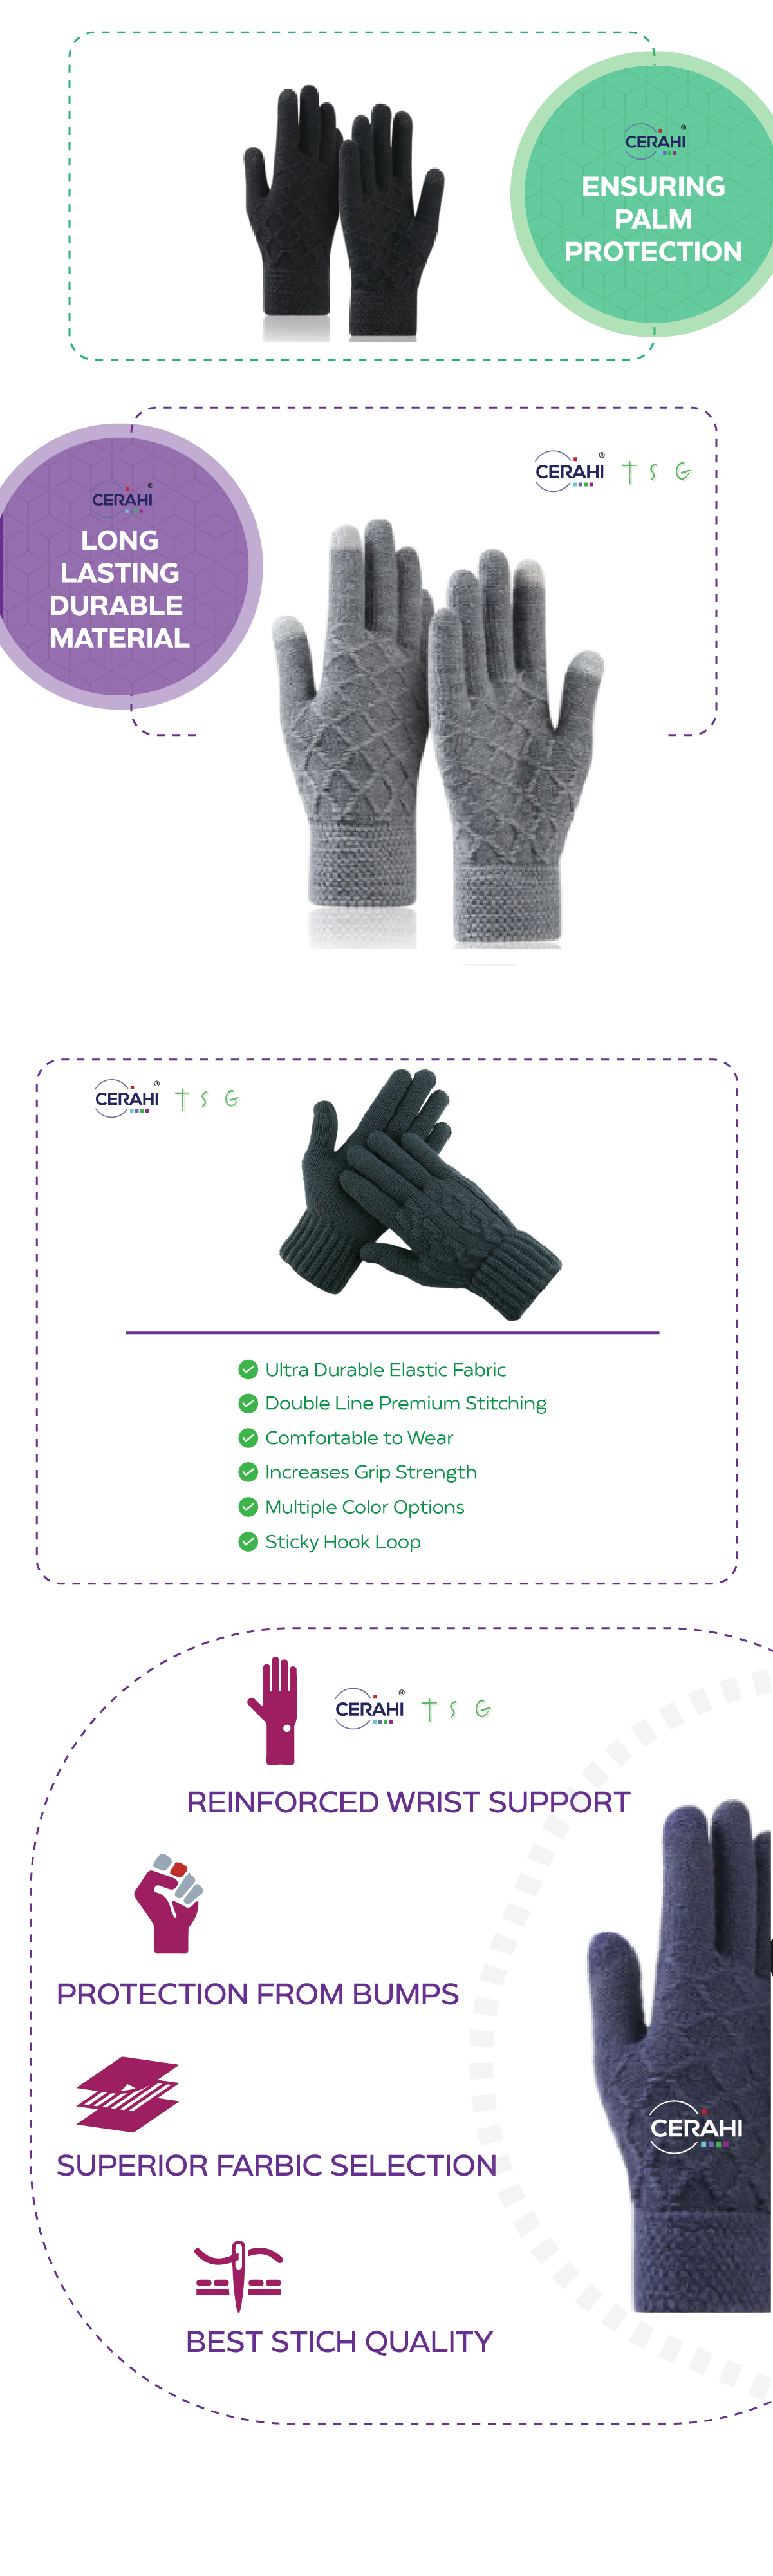 CERAHI ®
ENSURING
PALM
PROTECTION
CERAHI ® T S G
CERAHI ®
LONG
LASTING
DURABLE
MATERIAL
CERAHI ® T S G
Ultra Durable Elastic Fabric
Double Line Premium Stitching
Comfortable to Wear
Increases Grip Strength
Multiple Color Options
Sticky Hook Loop
CERAHI ® T S G
REINFORCED WRIST SUPPORT
PROTECTION FROM BUMPS
CERAHI
SUPERIOR FARBIC SELECTION
BEST STICH QUALITY